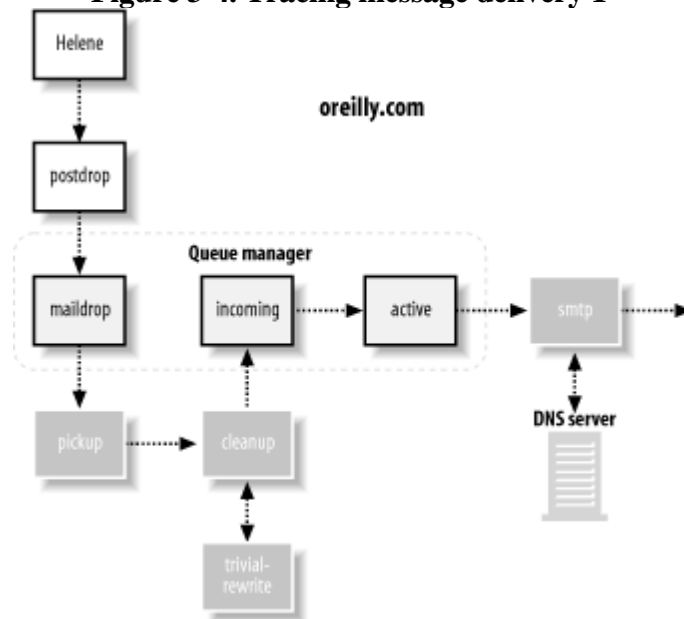 Figure 3-4. Tracing message delivery 1
Helene
oreilly.com
postdrop
Queue manager
maildrop
incoming
active
smtp
pickup
cleanup
DNS server
trivial-
rewrite